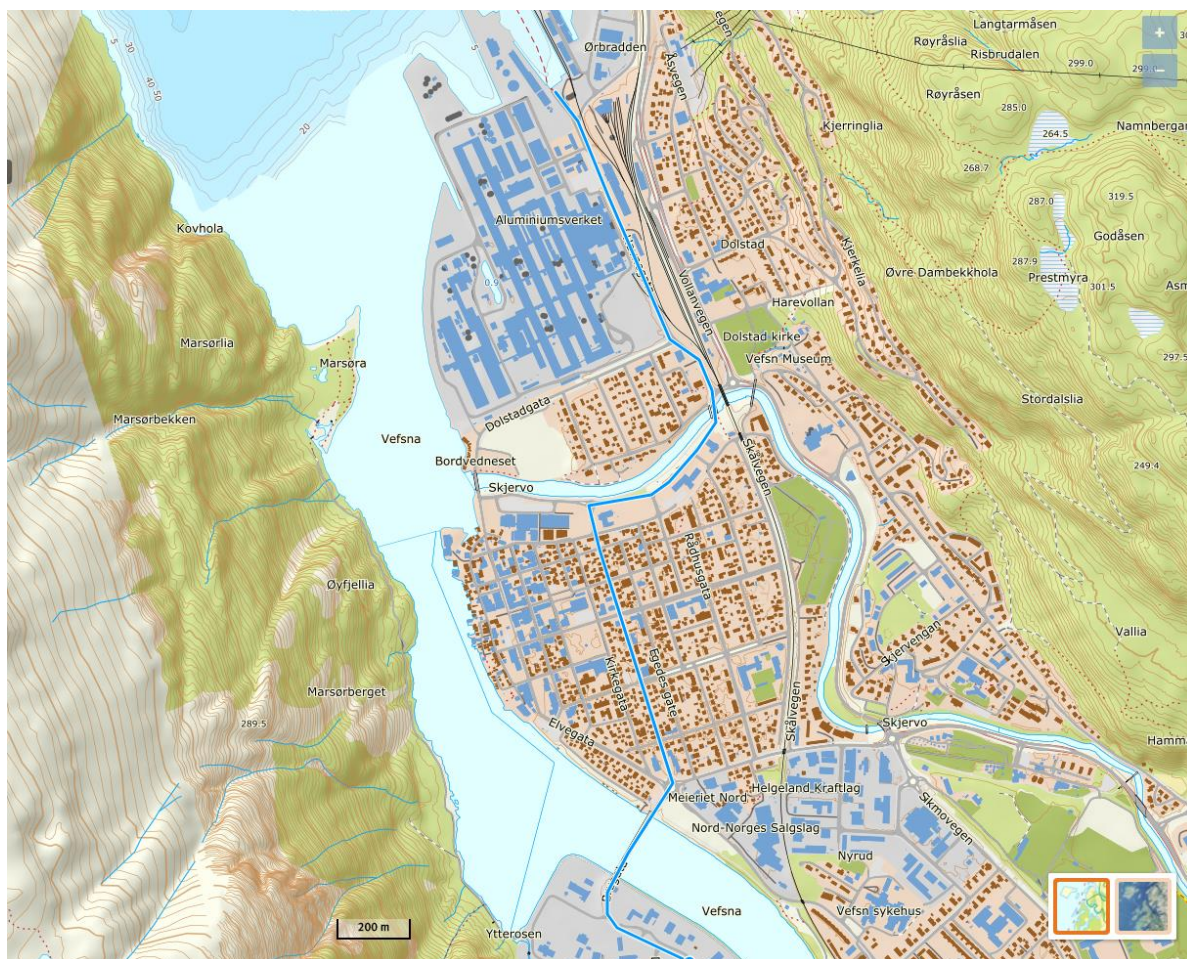 Langtarmåsen
Røyråslia
Risbrudalen
Ørbradden
Åsvegen
299.0
Røyråsen
285.0
Kjerringlia
264.5
Namnbergan
268.7
5
30
40 50
20
5
319.5
287.0
Godåsen
Aluminiumsverket
Kovhola
Dolstad
Kjerkelia
287.9
Øvre Dambekkhola
Prestmyra
301.5
Vollanvegen
0.9
Harevollan
Marsørlia
Dolstad kirke
Marsøra
Vefsn Museum
297.5
Stordalslia
Marsørbekken
Dolstadgata
Vefsna
Bordvedneset
Skålvegen
249.4
Skjervo
Øyfjellia
Rådhusgata
Vallia
Skjervengan
Kirkegata
Egedes gate
Marsørberget
289.5
Elvegata
Skålvegen
Skjervo
Meieriet Nord
Helgeland Kraftlag
Skmovegen
Nord-Norges Salgslag
Nyrud
Vefsn sykehus
Vefsna
200 m
Ytterosen